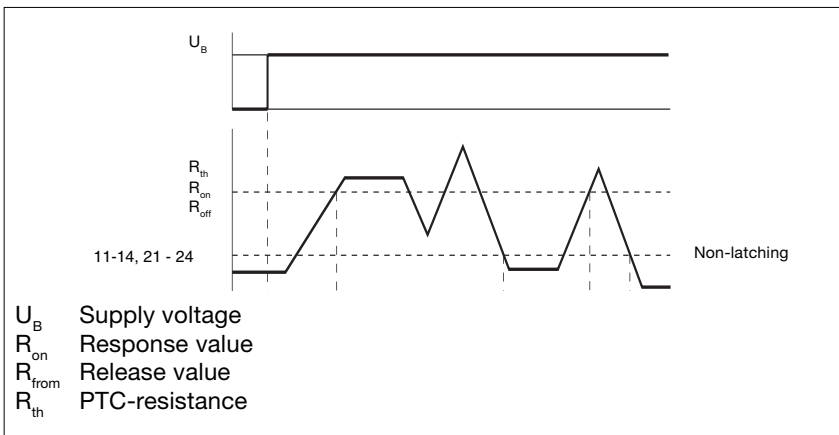 U_B
R_th
R_on
R_off
11-14, 21 - 24
Non-latching
U_B Supply voltage
R_on Response value
R_from Release value
R_th PTC-resistance